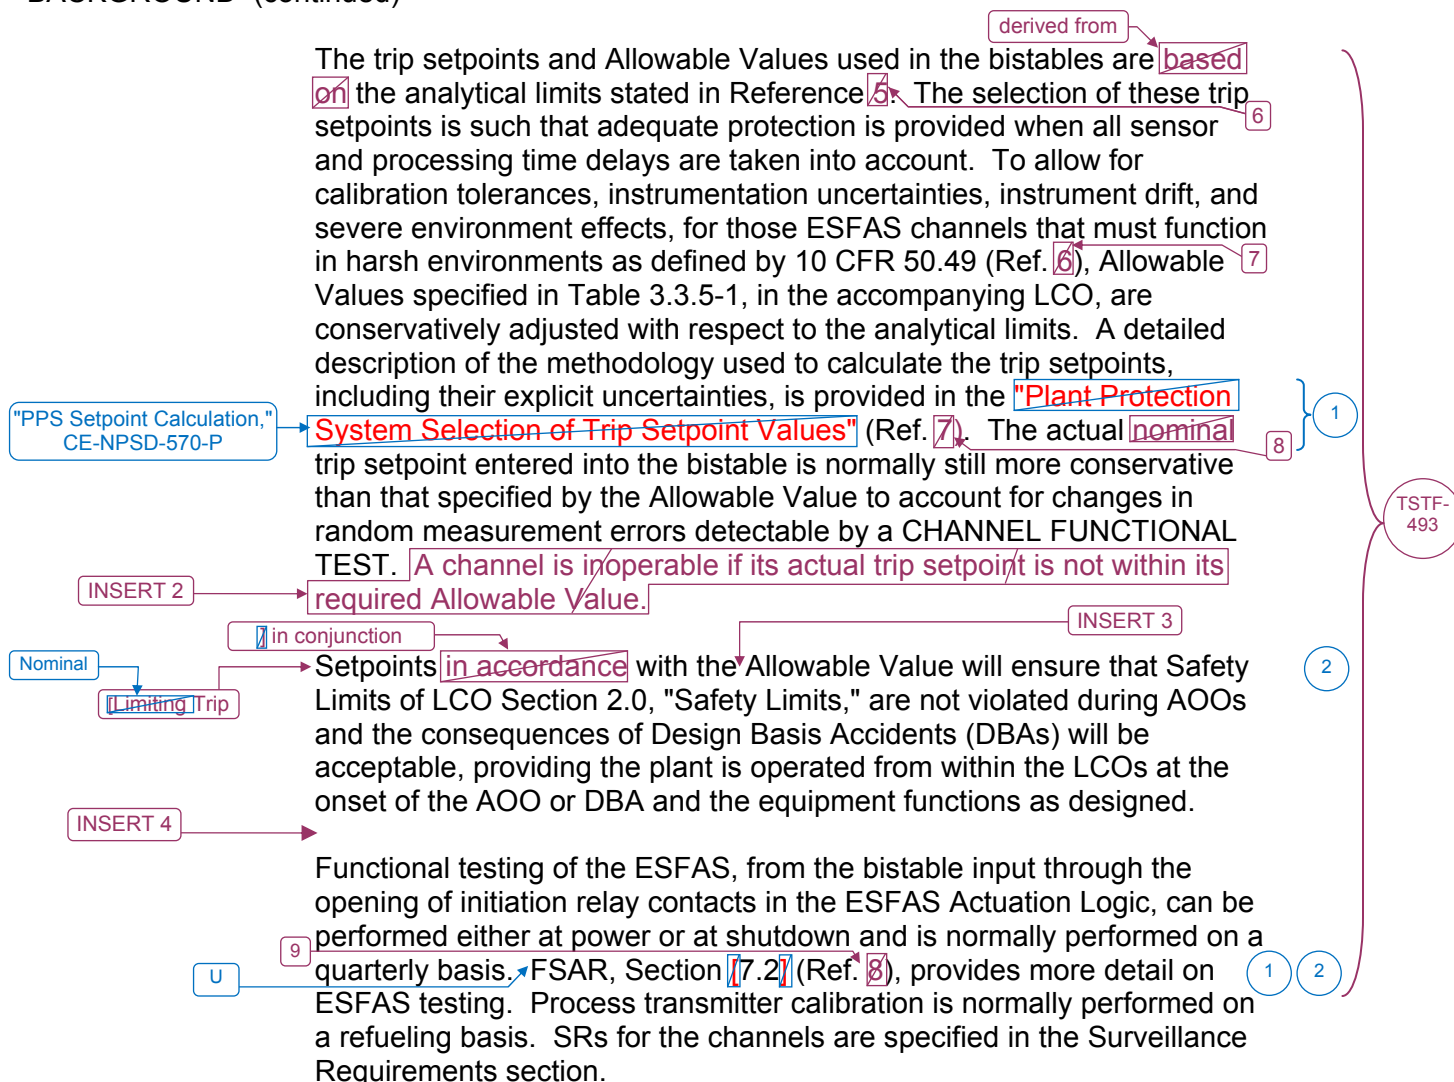 BACKGROUND (continued)
derived from
The trip setpoints and Allowable Values used in the bistables are based
on the analytical limits stated in Reference 5. The selection of these trip
6
setpoints is such that adequate protection is provided when all sensor
and processing time delays are taken into account. To allow for
calibration tolerances, instrumentation uncertainties, instrument drift, and
severe environment effects, for those ESFAS channels that must function
in harsh environments as defined by 10 CFR 50.49 (Ref. 6), Allowable
7
Values specified in Table 3.3.5-1, in the accompanying LCO, are
conservatively adjusted with respect to the analytical limits. A detailed
description of the methodology used to calculate the trip setpoints,
including their explicit uncertainties, is provided in the "Plant Protection
1
"PPS Setpoint Calculation,"
CE-NPSD-570-P
System Selection of Trip Setpoint Values" (Ref. 7). The actual nominal
8
trip setpoint entered into the bistable is normally still more conservative
than that specified by the Allowable Value to account for changes in
TSTF-
493
random measurement errors detectable by a CHANNEL FUNCTIONAL
TEST. A channel is inoperable if its actual trip setpoint is not within its
INSERT 2
required Allowable Value.
INSERT 3
] in conjunction
Nominal
Setpoints in accordance with the Allowable Value will ensure that Safety
2
[Limiting Trip
Limits of LCO Section 2.0, "Safety Limits," are not violated during AOOs
and the consequences of Design Basis Accidents (DBAs) will be
acceptable, providing the plant is operated from within the LCOs at the
onset of the AOO or DBA and the equipment functions as designed.
INSERT 4
Functional testing of the ESFAS, from the bistable input through the
opening of initiation relay contacts in the ESFAS Actuation Logic, can be
performed either at power or at shutdown and is normally performed on a
9
U
quarterly basis. FSAR, Section [7.2] (Ref. 8), provides more detail on
1 2
ESFAS testing. Process transmitter calibration is normally performed on
a refueling basis. SRs for the channels are specified in the Surveillance
Requirements section.